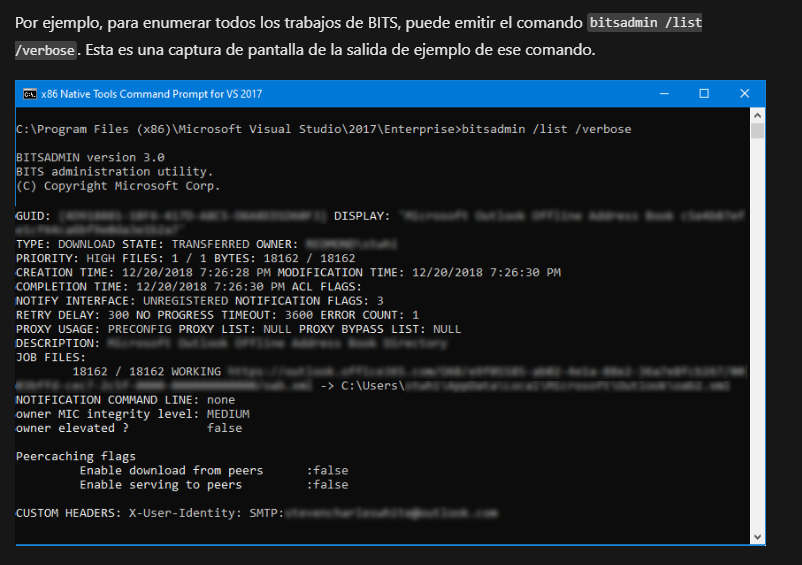 Por ejemplo, para enumerar todos los trabajos de BITS, puede emitir el comando bitsadmin /list
/verbose. Esta es una captura de pantalla de la salida de ejemplo de ese comando.
x86 Native Tools Command Prompt for VS 2017
C:\Program Files (x86)\Microsoft Visual Studio\2017\Enterprise>bitsadmin /list /verbose
BITSADMIN version 3.0
BITS administration utility.
(C) Copyright Microsoft Corp.
GUID: DISPLAY:
TYPE: DOWNLOAD STATE: TRANSFERRED OWNER:
PRIORITY: HIGH FILES: 1 / 1 BYTES: 18162 / 18162
CREATION TIME: 12/20/2018 7:26:28 PM MODIFICATION TIME: 12/20/2018 7:26:30 PM
COMPLETION TIME: 12/20/2018 7:26:30 PM ACL FLAGS:
NOTIFY INTERFACE: UNREGISTERED NOTIFICATION FLAGS: 3
RETRY DELAY: 300 NO PROGRESS TIMEOUT: 3600 ERROR COUNT: 1
PROXY USAGE: PRECONFIG PROXY LIST: NULL PROXY BYPASS LIST: NULL
DESCRIPTION:
JOB FILES:
18162 / 18162 WORKING
-> C:\Users\
NOTIFICATION COMMAND LINE: none
owner MIC integrity level: MEDIUM
owner elevated ? false
Peercaching flags
Enable download from peers :false
Enable serving to peers :false
CUSTOM HEADERS: X-User-Identity: SMTP: